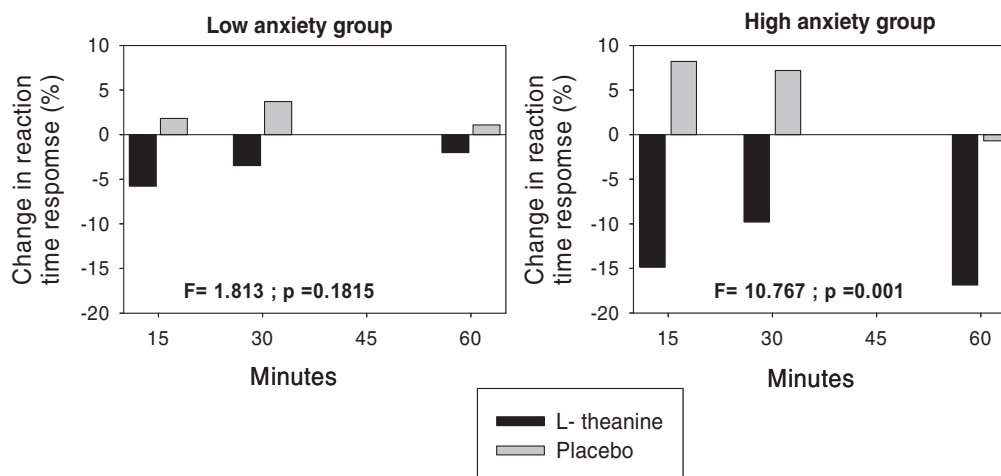 Low anxiety group
High anxiety group
Change in reaction
time respomse (%)
10
5
0
-5
-10
-15
-20
F= 1.813 ; p =0.1815
15 30 45 60
Minutes
Change in reaction
time respomse (%)
10
5
0
-5
-10
-15
-20
F= 10.767 ; p =0.001
15 30 45 60
Minutes
L- theanine
Placebo